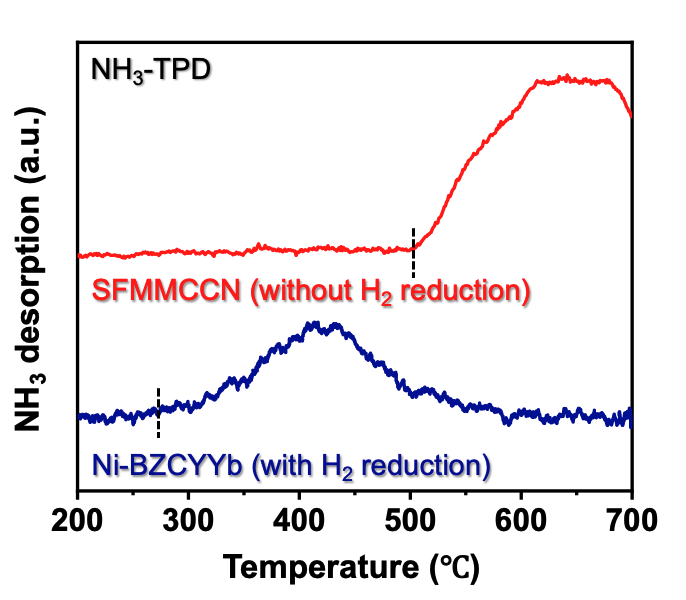 NH₃-TPD
NH₃ desorption (a.u.)
SFMMCCN (without H₂ reduction)
Ni-BZCYYb (with H₂ reduction)
200 300 400 500 600 700
Temperature (℃)